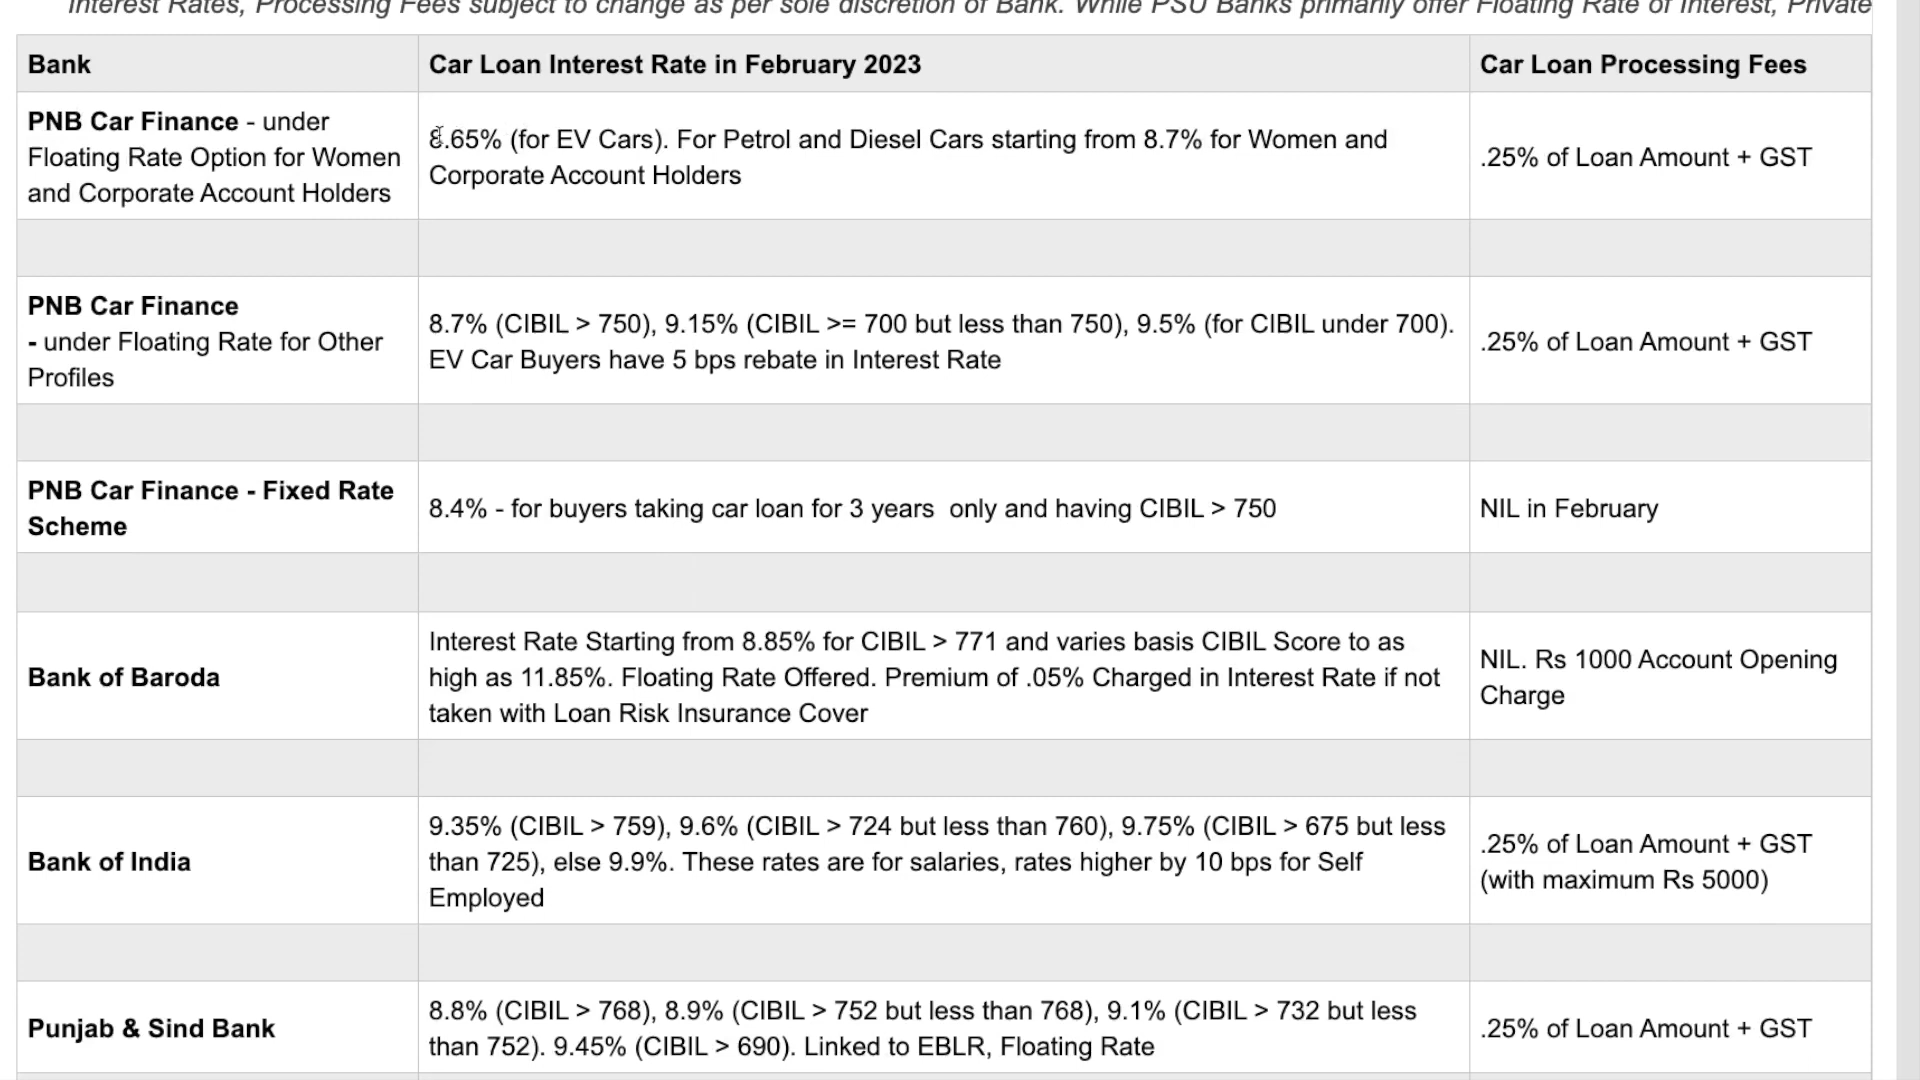 Interest Rates, Processing Fees subject to change as per sole discretion of Bank. While PSU Banks primarily offer Floating Rate of Interest, Private
Bank
Car Loan Interest Rate in February 2023
Car Loan Processing Fees
PNB Car Finance - under
Floating Rate Option for Women
and Corporate Account Holders
8.65% (for EV Cars). For Petrol and Diesel Cars starting from 8.7% for Women and
Corporate Account Holders
.25% of Loan Amount + GST
PNB Car Finance
- under Floating Rate for Other
Profiles
8.7% (CIBIL > 750), 9.15% (CIBIL >= 700 but less than 750), 9.5% (for CIBIL under 700).
EV Car Buyers have 5 bps rebate in Interest Rate
.25% of Loan Amount + GST
PNB Car Finance - Fixed Rate
Scheme
8.4% - for buyers taking car loan for 3 years  only and having CIBIL > 750
NIL in February
Bank of Baroda
Interest Rate Starting from 8.85% for CIBIL > 771 and varies basis CIBIL Score to as
high as 11.85%. Floating Rate Offered. Premium of .05% Charged in Interest Rate if not
taken with Loan Risk Insurance Cover
NIL. Rs 1000 Account Opening
Charge
Bank of India
9.35% (CIBIL > 759), 9.6% (CIBIL > 724 but less than 760), 9.75% (CIBIL > 675 but less
than 725), else 9.9%. These rates are for salaries, rates higher by 10 bps for Self
Employed
.25% of Loan Amount + GST
(with maximum Rs 5000)
Punjab & Sind Bank
8.8% (CIBIL > 768), 8.9% (CIBIL > 752 but less than 768), 9.1% (CIBIL > 732 but less
than 752). 9.45% (CIBIL > 690). Linked to EBLR, Floating Rate
.25% of Loan Amount + GST